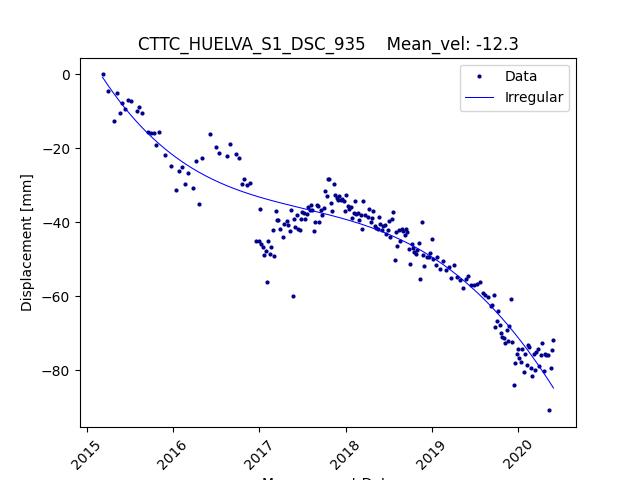 CTTC_HUELVA_S1_DSC_935 Mean_vel: -12.3
Data
Irregular
Displacement [mm]
0
−20
−40
−60
−80
2015
2016
2017
2018
2019
2020